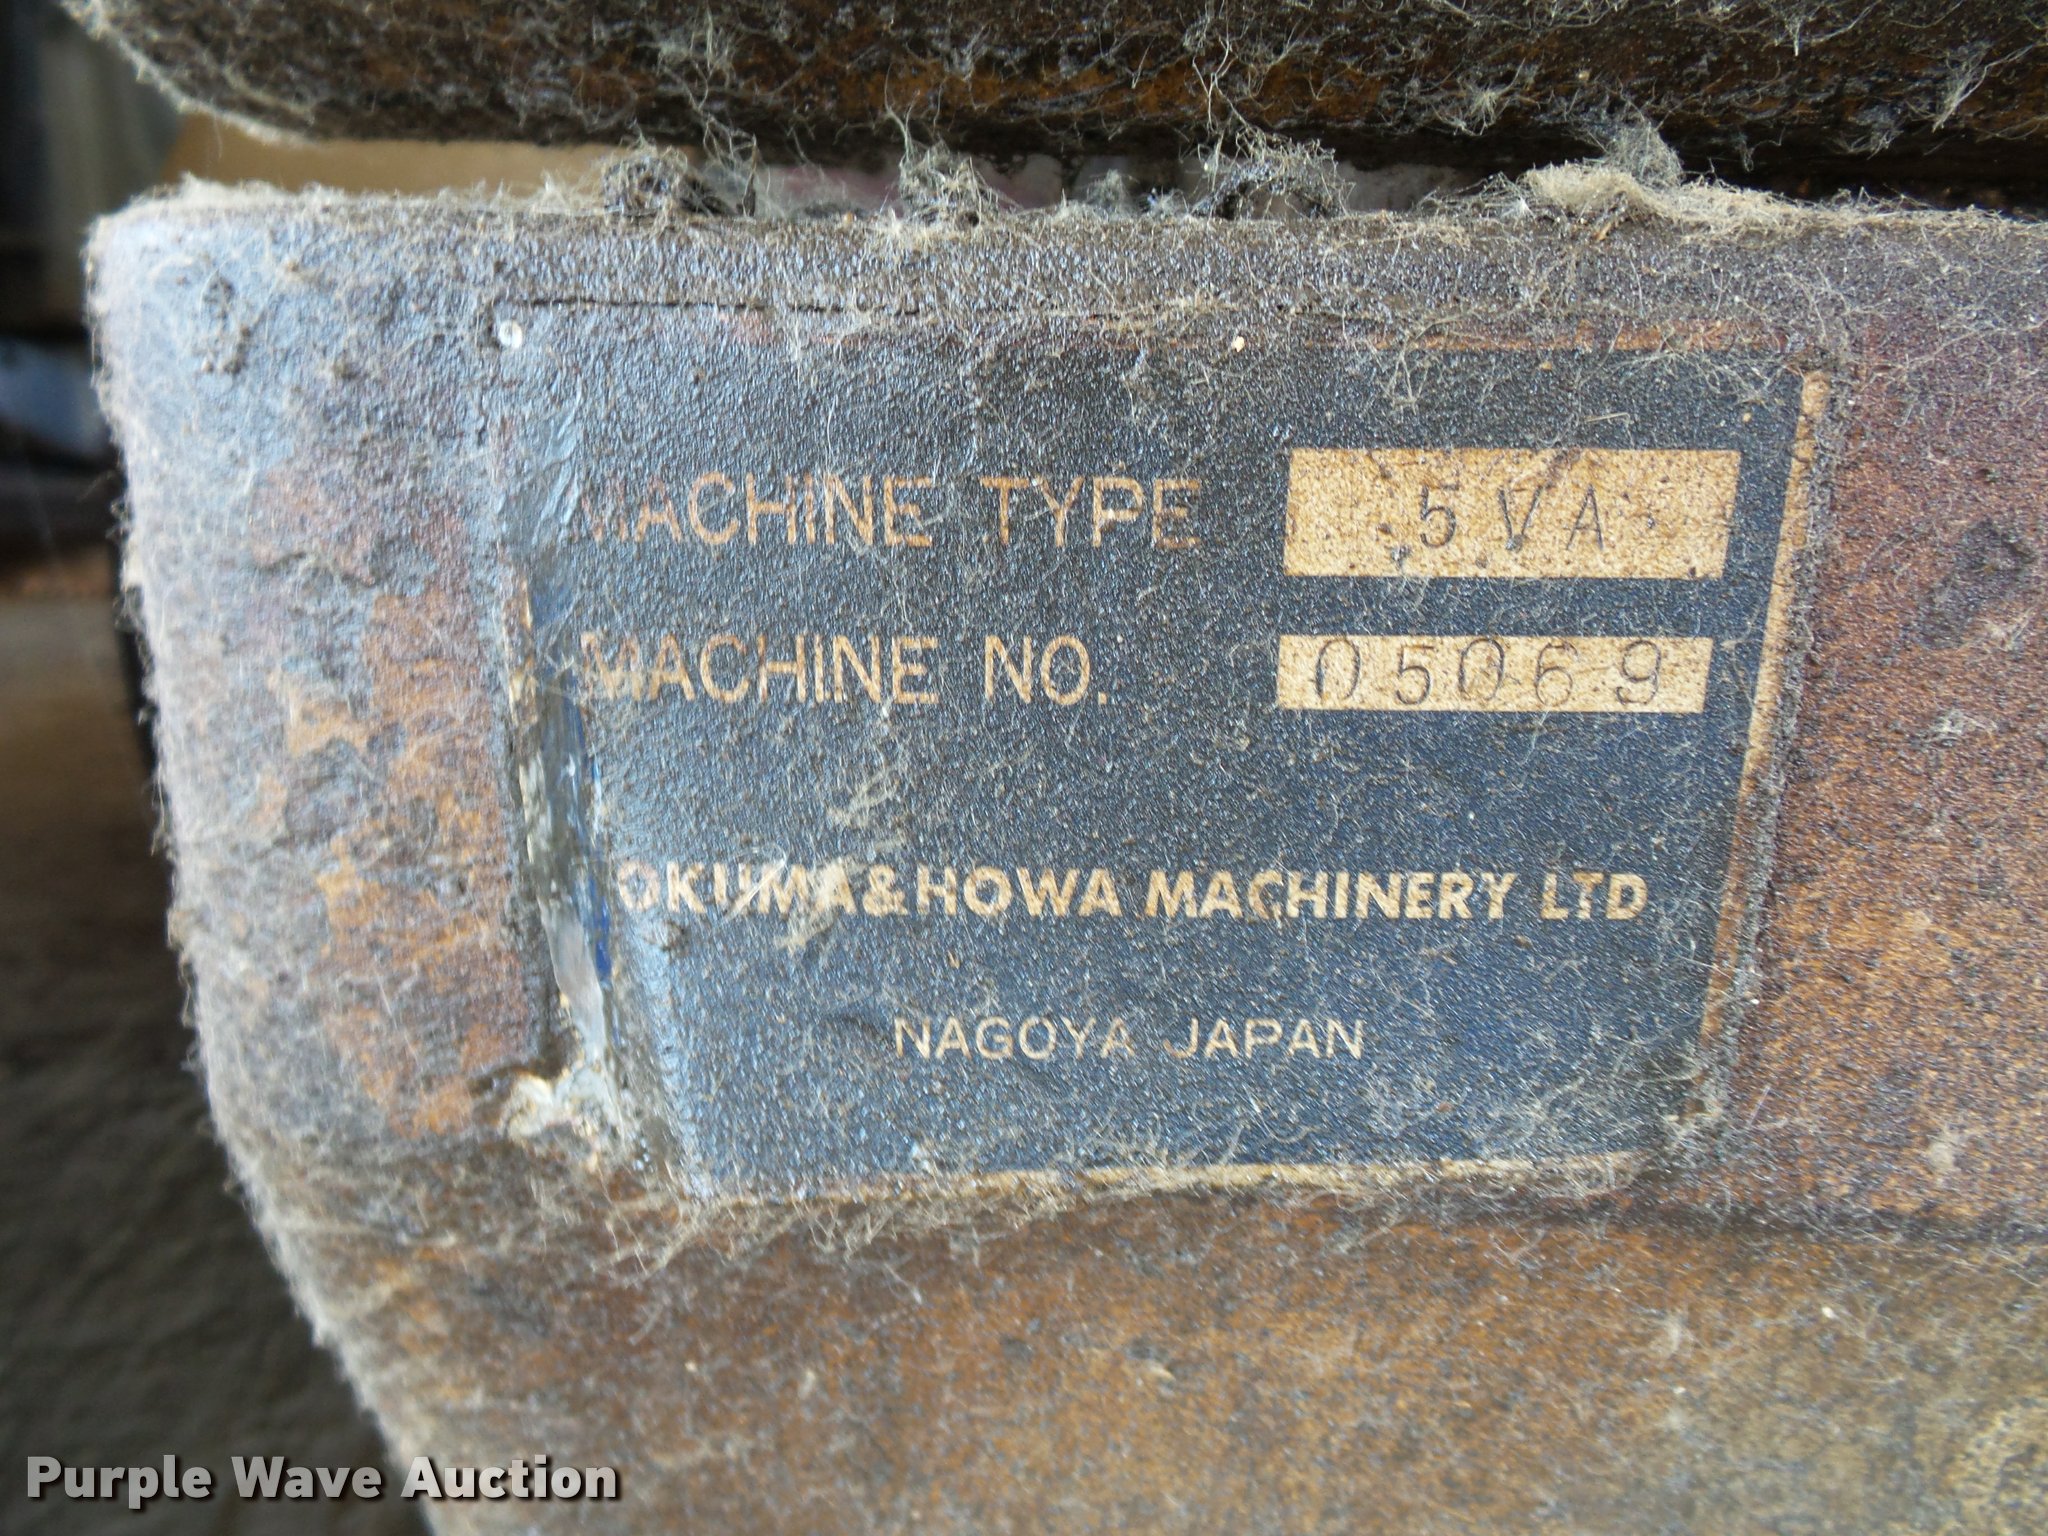 MACHINE TYPE 5VA
MACHINE NO. 05069
OKUMA&HOWA MACHINERY LTD
NAGOYA JAPAN
Purple Wave Auction